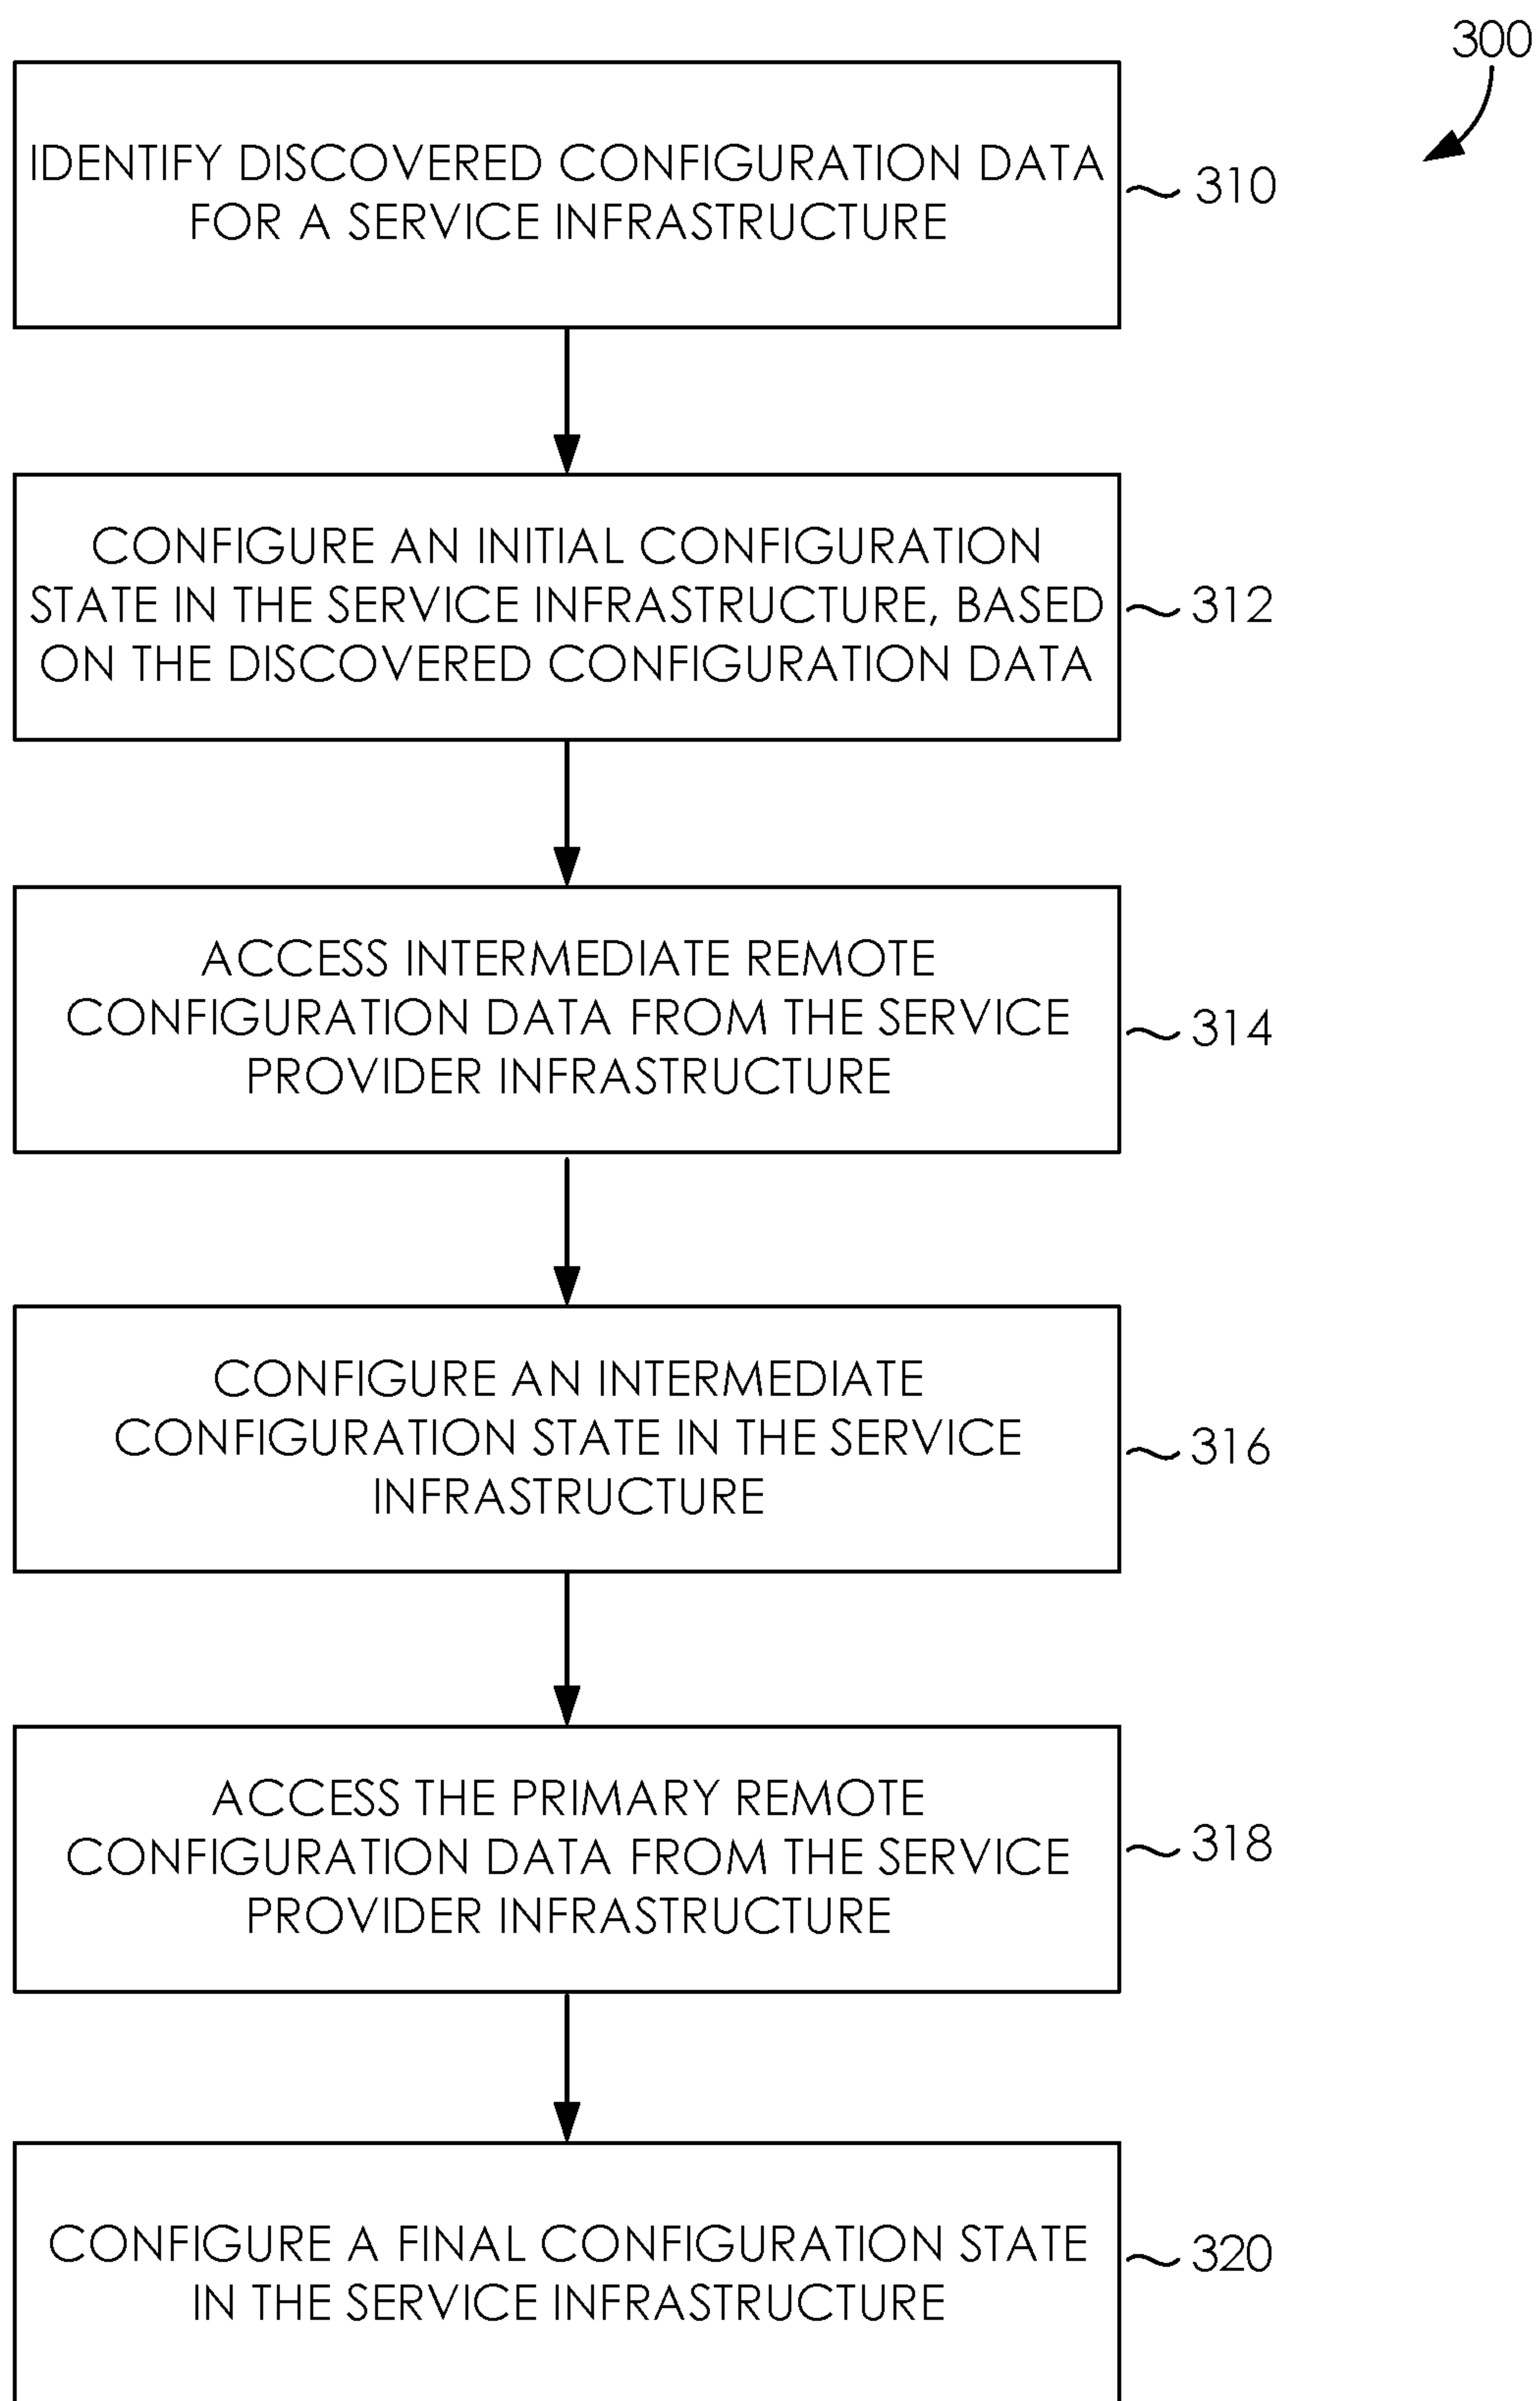 300
IDENTIFY DISCOVERED CONFIGURATION DATA
FOR A SERVICE INFRASTRUCTURE
310
CONFIGURE AN INITIAL CONFIGURATION
STATE IN THE SERVICE INFRASTRUCTURE, BASED
ON THE DISCOVERED CONFIGURATION DATA
312
ACCESS INTERMEDIATE REMOTE
CONFIGURATION DATA FROM THE SERVICE
PROVIDER INFRASTRUCTURE
314
CONFIGURE AN INTERMEDIATE
CONFIGURATION STATE IN THE SERVICE
INFRASTRUCTURE
316
ACCESS THE PRIMARY REMOTE
CONFIGURATION DATA FROM THE SERVICE
PROVIDER INFRASTRUCTURE
318
CONFIGURE A FINAL CONFIGURATION STATE
IN THE SERVICE INFRASTRUCTURE
320